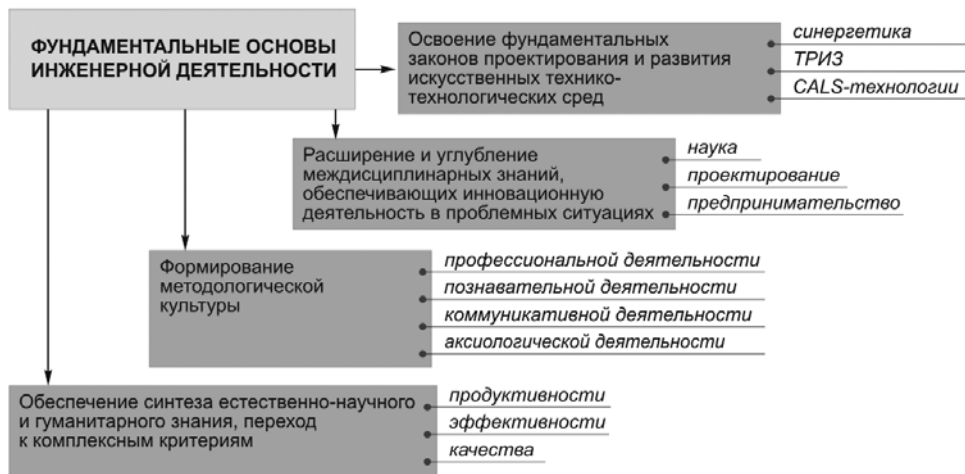 ФУНДАМЕНТАЛЬНЫЕ ОСНОВЫ
ИНЖЕНЕРНОЙ ДЕЯТЕЛЬНОСТИ
Освоение фундаментальных
законов проектирования и развития
искусственных технико-
технологических сред
синергетика
ТРИЗ
CALS-технологии
Расширение и углубление
междисциплинарных знаний,
обеспечивающих инновационную
деятельность в проблемных ситуациях
наука
проектирование
предпринимательство
Формирование
методологической
культуры
профессиональной деятельности
познавательной деятельности
коммуникативной деятельности
аксиологической деятельности
Обеспечение синтеза естественно-научного
и гуманитарного знания, переход
к комплексным критериям
продуктивности
эффективности
качества